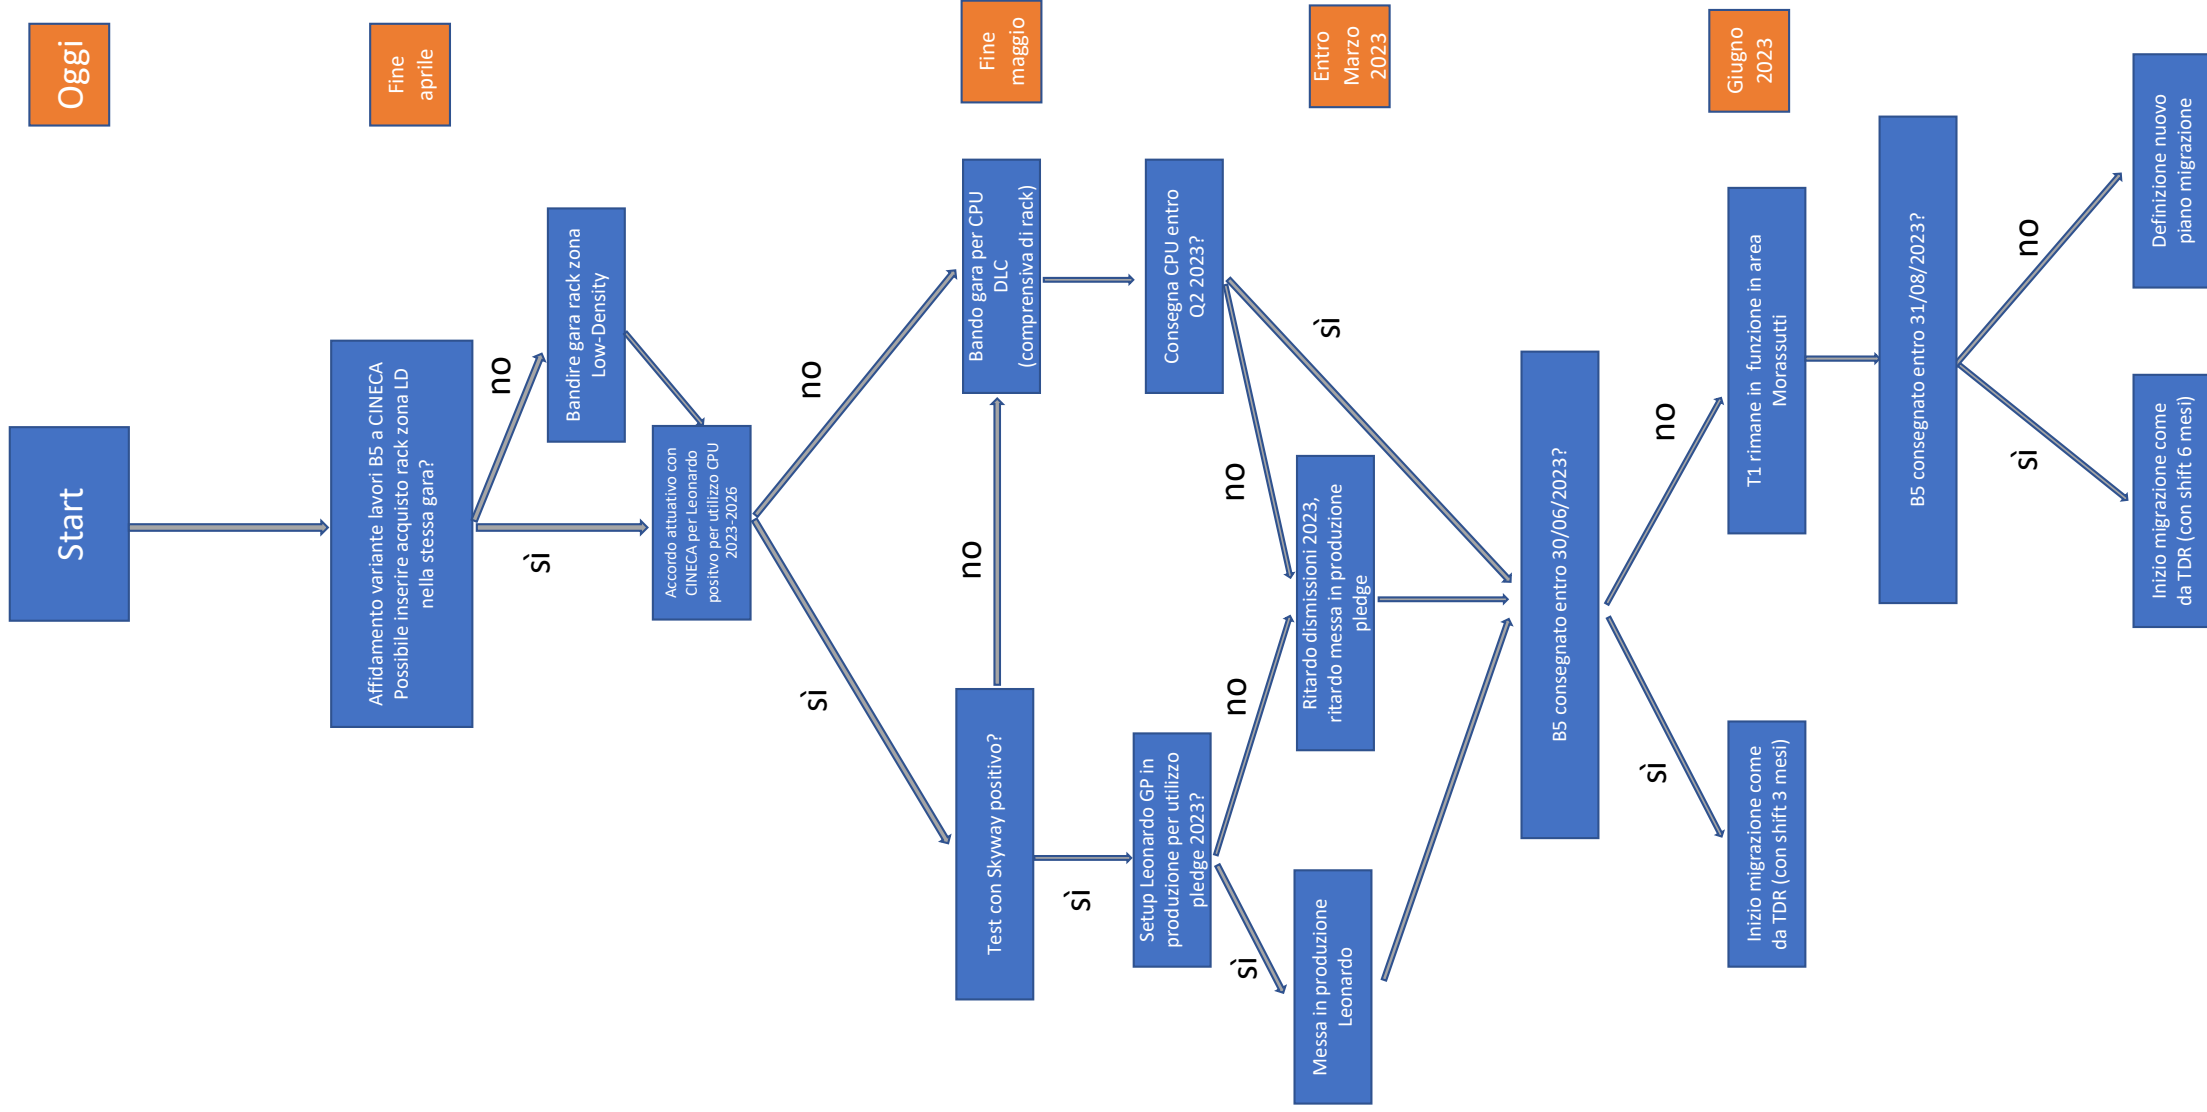 Oggi
Start
Fine
aprile
Affidamento variante lavori B5 a CINECA
Possibile inserire acquisto rack zona LD
nella stessa gara?
no
sì
Bandire gara rack zona
Low-Density
Accordo attuativo con
CINECA per Leonardo
positvo per utilizzo CPU
2023-2026
sì
no
Fine
maggio
Test con Skyway positivo?
no
Bando gara per CPU
DLC
(comprensiva di rack)
sì
Setup Leonardo GP in
produzione per utilizzo
pledge 2023?
Consegna CPU entro
Q2 2023?
sì
no
no
sì
Entro
Marzo
2023
Messa in produzione
Leonardo
Ritardo dismissioni 2023,
ritardo messa in produzione
pledge
B5 consegnato entro 30/06/2023?
sì
no
Giugno
2023
Inizio migrazione come
da TDR (con shift 3 mesi)
T1 rimane in funzione in area
Morassutti
B5 consegnato entro 31/08/2023?
sì
no
Inizio migrazione come
da TDR (con shift 6 mesi)
Definizione nuovo
piano migrazione